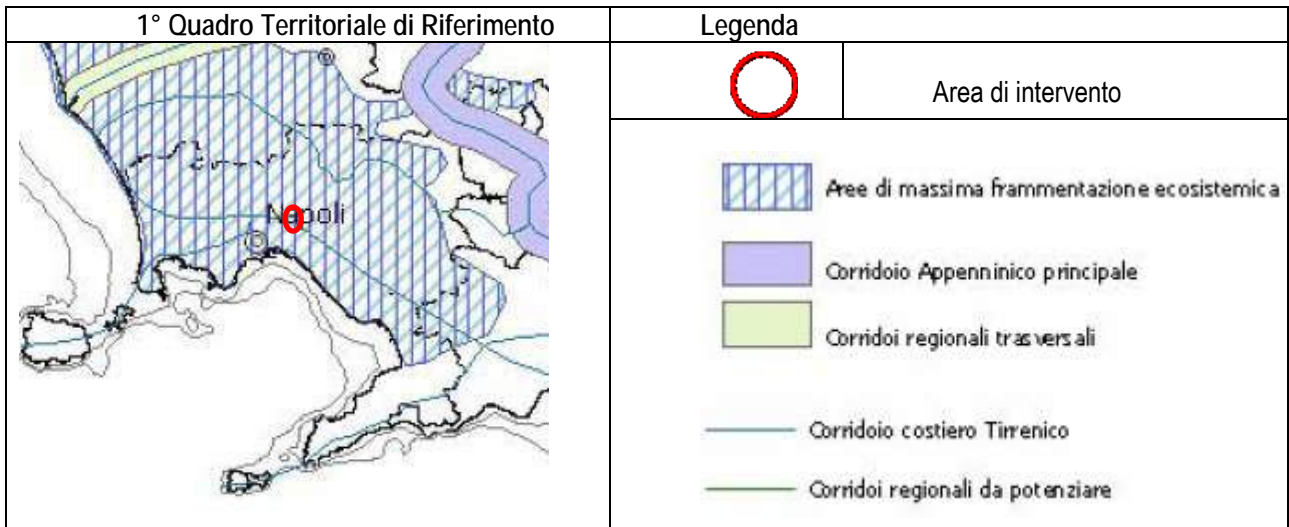 1° Quadro Territoriale di Riferimento
Legenda
Area di intervento
Napoli
Aree di massima frammentazione ecosistemica
Corridoio Appenninico principale
Corridoi regionali trasversali
Corridoio costiero Tirrenico
Corridoi regionali da potenziare